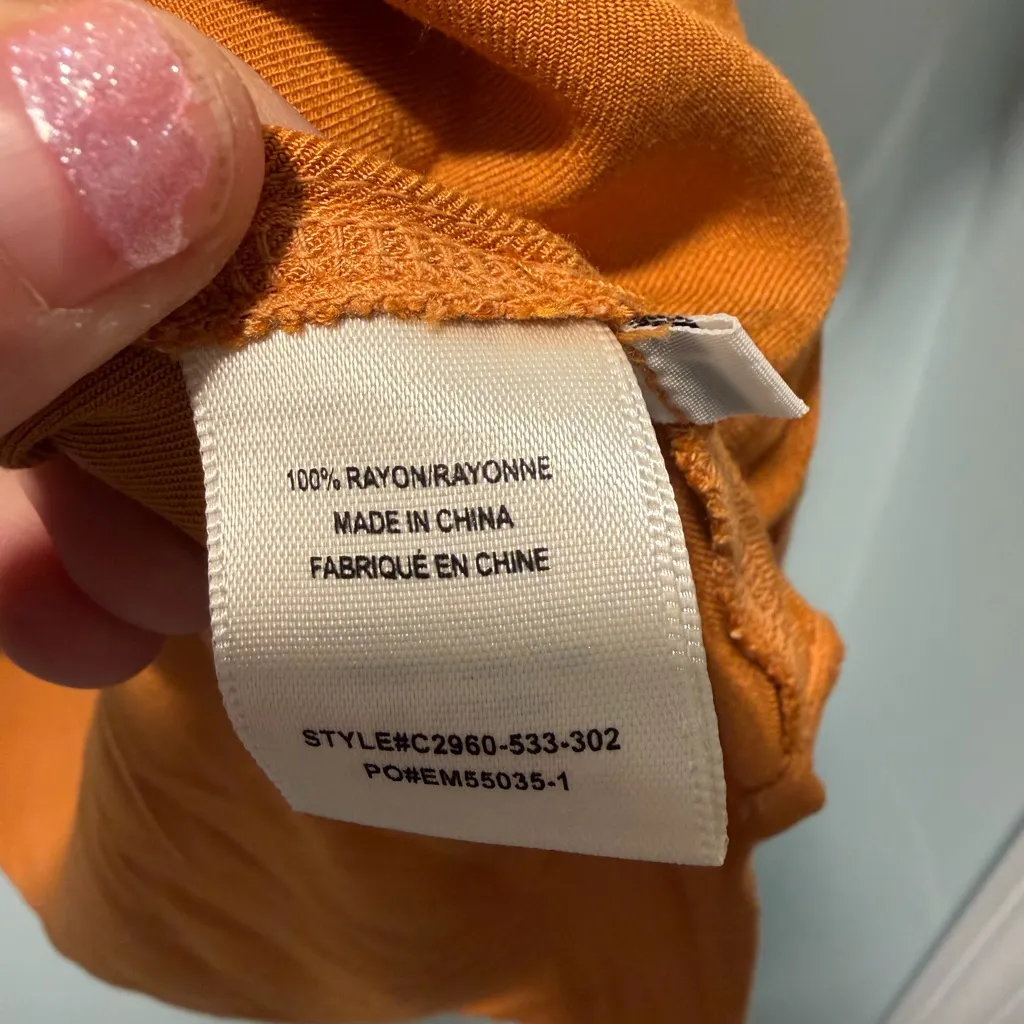 100% RAYON/RAYONNE
MADE IN CHINA
FABRIQUÉ EN CHINE
STYLE#C2960-533-302
PO#EM55035-1